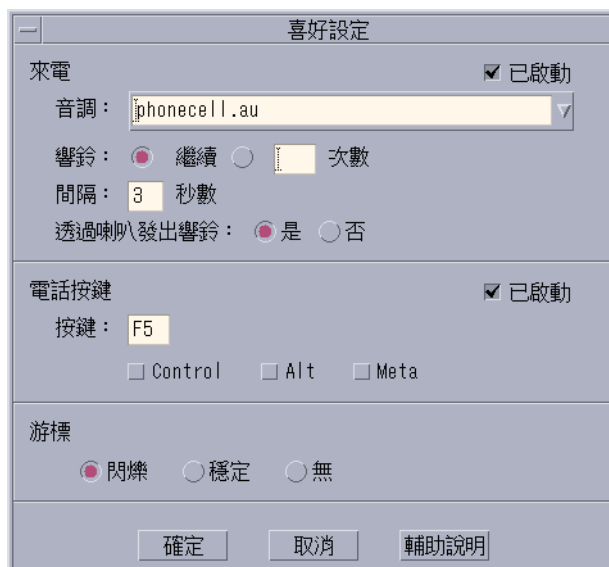 喜好設定
來電 已啟動
音調： phonecell.au
響鈴： 繼續 次數
間隔： 3 秒數
透過喇叭發出響鈴： 是 否
電話按鍵 已啟動
按鍵： F5
Control Alt Meta
游標
閃爍 穩定 無
確定 取消 輔助說明